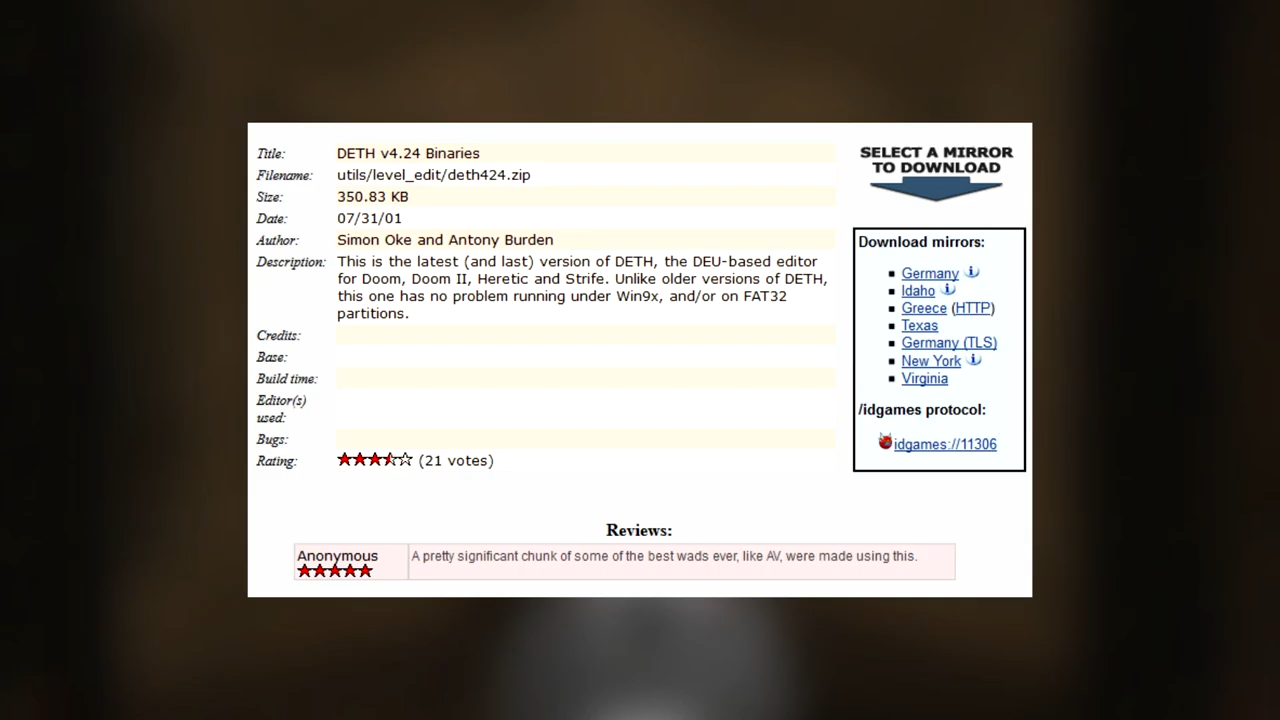 Title: DETH v4.24 Binaries
Filename: utils/level_edit/deth424.zip
Size: 350.83 KB
Date: 07/31/01
Author: Simon Oke and Antony Burden
Description: This is the latest (and last) version of DETH, the DEU-based editor
for Doom, Doom II, Heretic and Strife. Unlike older versions of DETH,
this one has no problem running under Win9x, and/or on FAT32
partitions.
Credits:
Base:
Build time:
Editor(s)
used:
Bugs:
Rating: (21 votes)
SELECT A MIRROR
TO DOWNLOAD
Download mirrors:
Germany
Idaho
Greece (HTTP)
Texas
Germany (TLS)
New York
Virginia
/idgames protocol:
idgames://11306
Reviews:
Anonymous A pretty significant chunk of some of the best wads ever, like AV, were made using this.